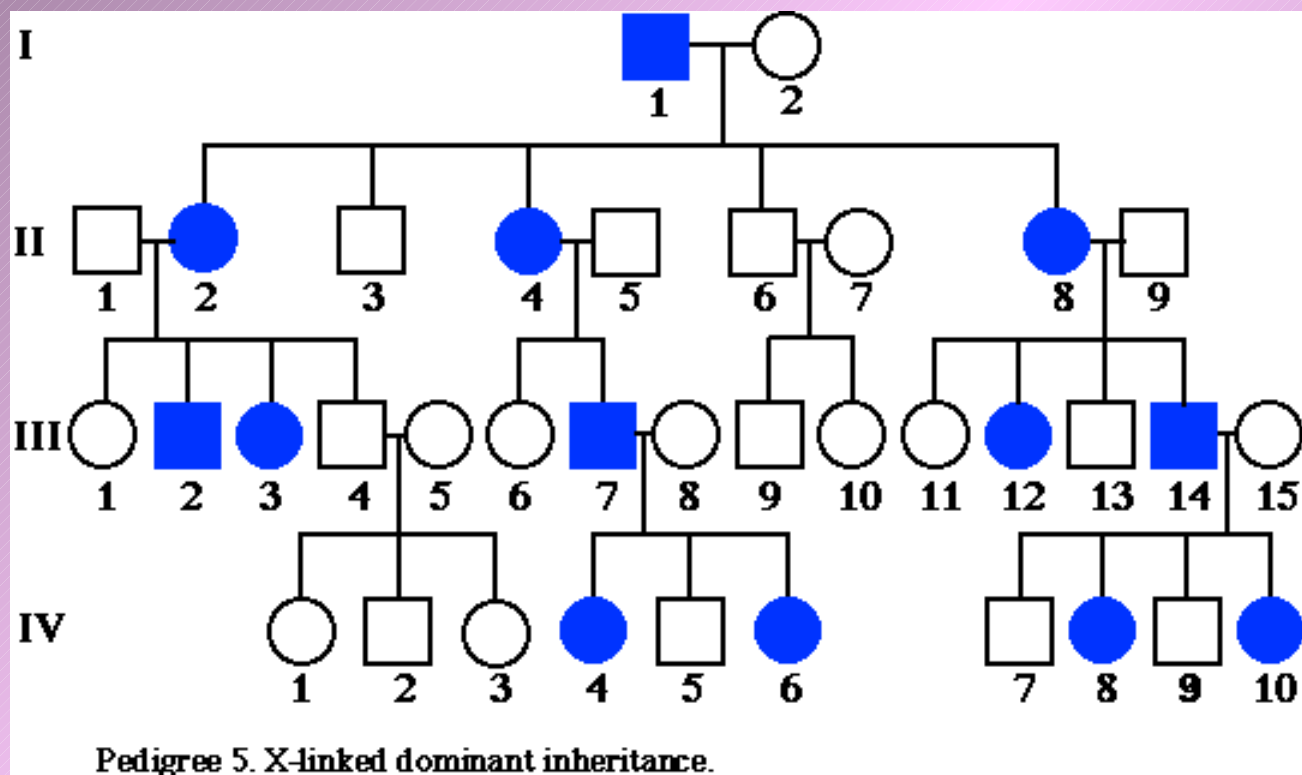 I
1 2
II
1 2 3 4 5 6 7 8 9
III
1 2 3 4 5 6 7 8 9 10 11 12 13 14 15
IV
1 2 3 4 5 6 7 8 9 10
Pedigree 5. X-linked dominant inheritance.